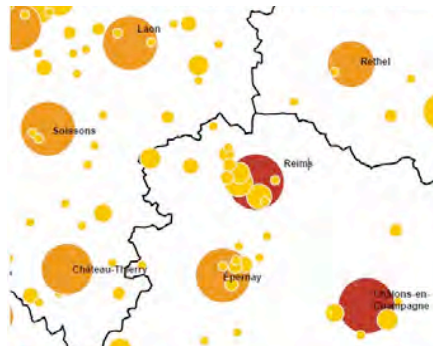 Laon
Rethel
Soissons
Reims
Château-Thierry
Epernay
Châlons-en-
Champagne